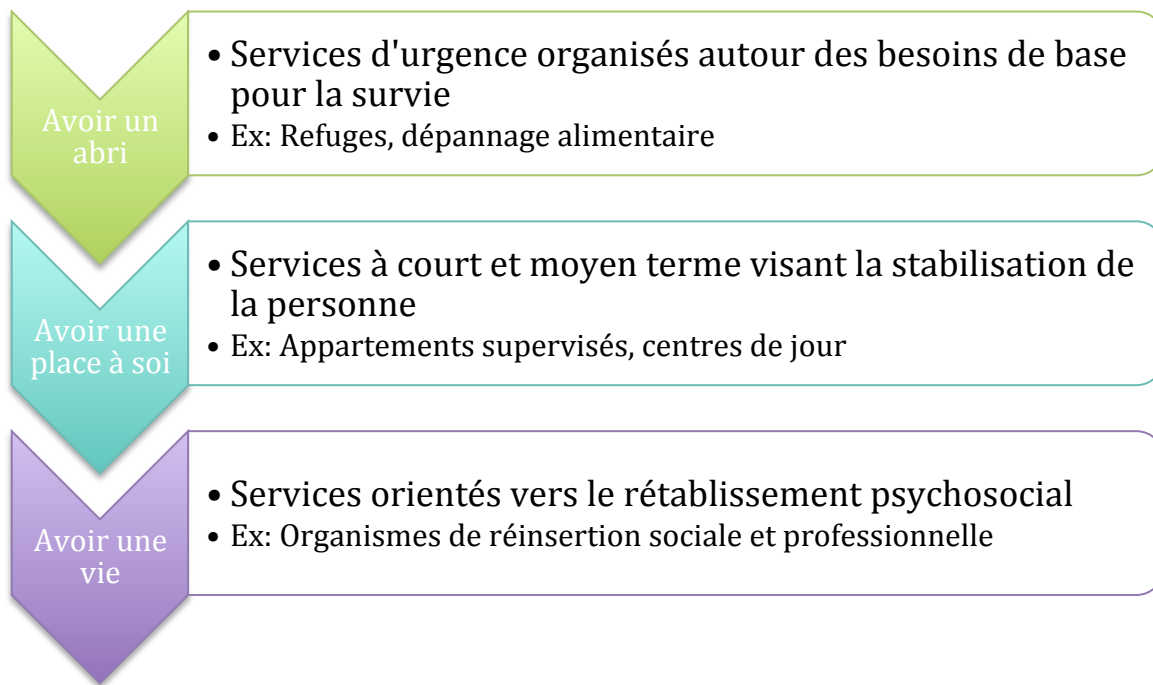 Avoir un
abri
• Services d'urgence organisés autour des besoins de base
pour la survie
• Ex: Refuges, dépannage alimentaire
Avoir une
place à soi
• Services à court et moyen terme visant la stabilisation de
la personne
• Ex: Appartements supervisés, centres de jour
Avoir une
vie
• Services orientés vers le rétablissement psychosocial
• Ex: Organismes de réinsertion sociale et professionnelle